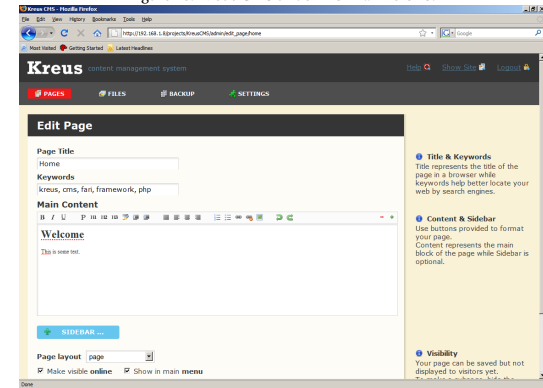 Kreus CMS - Mozilla Firefox
File Edit View History Bookmarks Tools Help
http://192.168.1.8/projects/KreusCMS/admin/edit_page/home
Google
Most Visited Getting Started Latest Headlines
Kreus content management system
Help Show Site Logout
PAGES FILES BACKUP SETTINGS
Edit Page
Page Title
Home
Keywords
kreus, cms, fari, framework, php
Main Content
B I U P H1 H2 H3
Welcome
This is some text.
SIDEBAR ...
Page layout page
Make visible online Show in main menu
Title & Keywords
Title represents the title of the
page in a browser while
keywords help better locate your
web by search engines.
Content & Sidebar
Use buttons provided to format
your page.
Content represents the main
block of the page while Sidebar is
optional.
Visibility
Your page can be saved but not
displayed to visitors yet.
Done